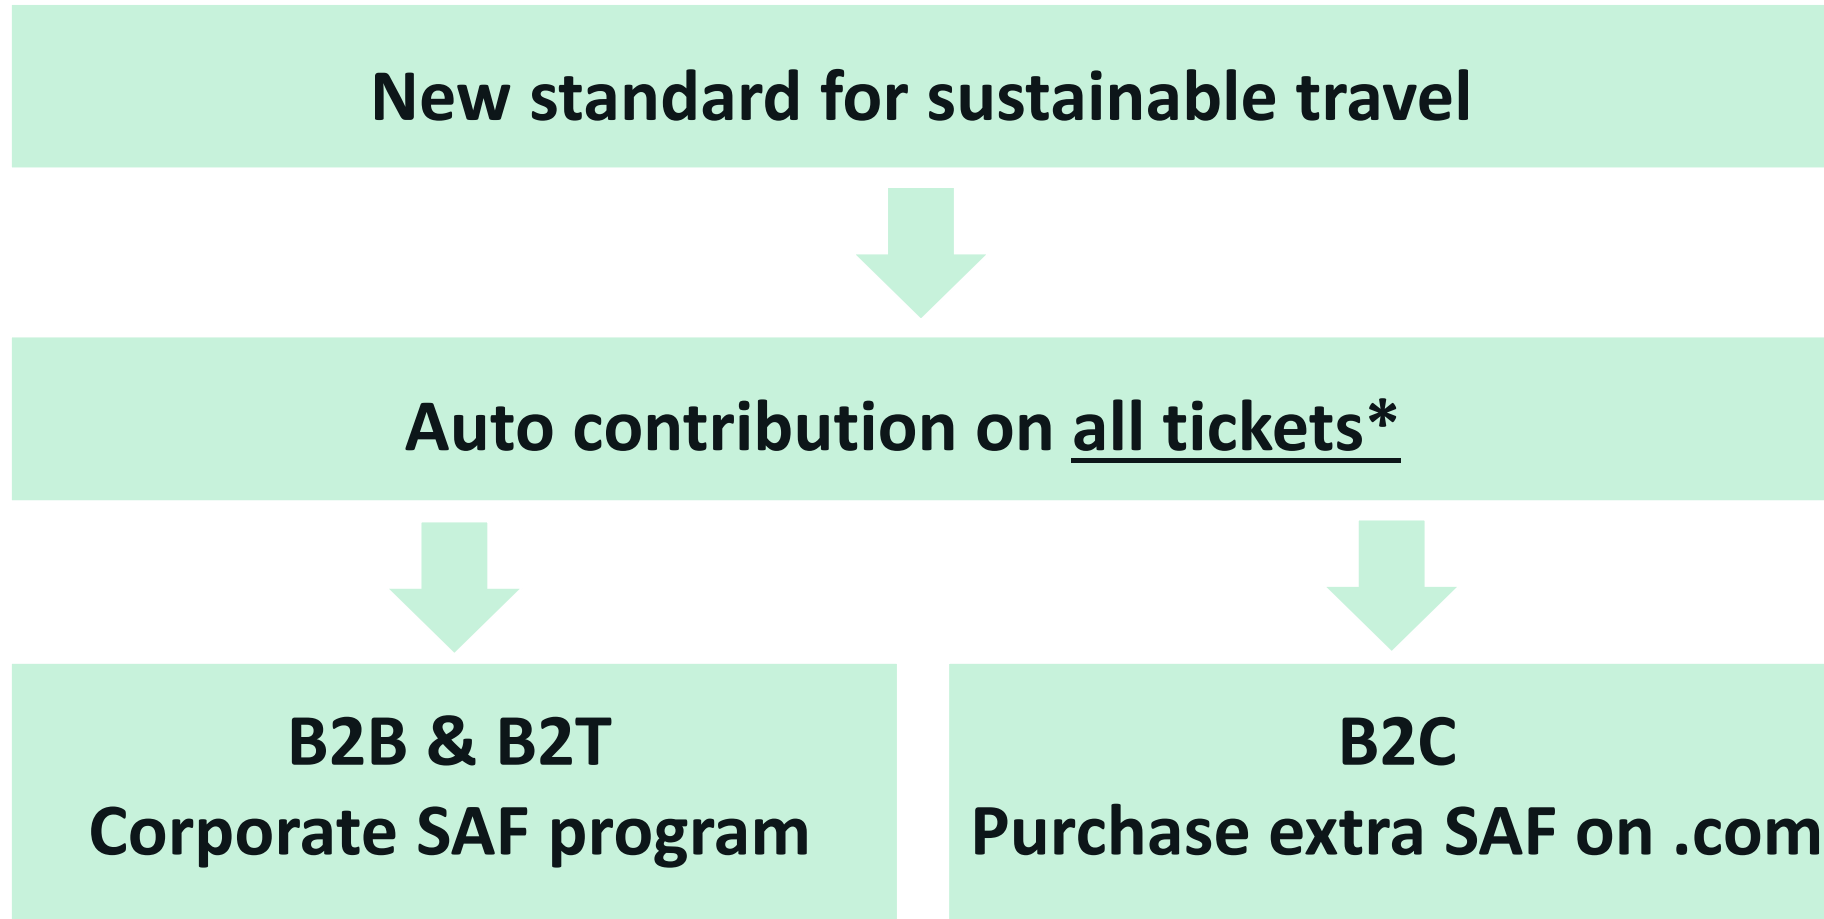 New standard for sustainable travel
Auto contribution on all tickets*
B2B & B2T
Corporate SAF program
B2C
Purchase extra SAF on .com